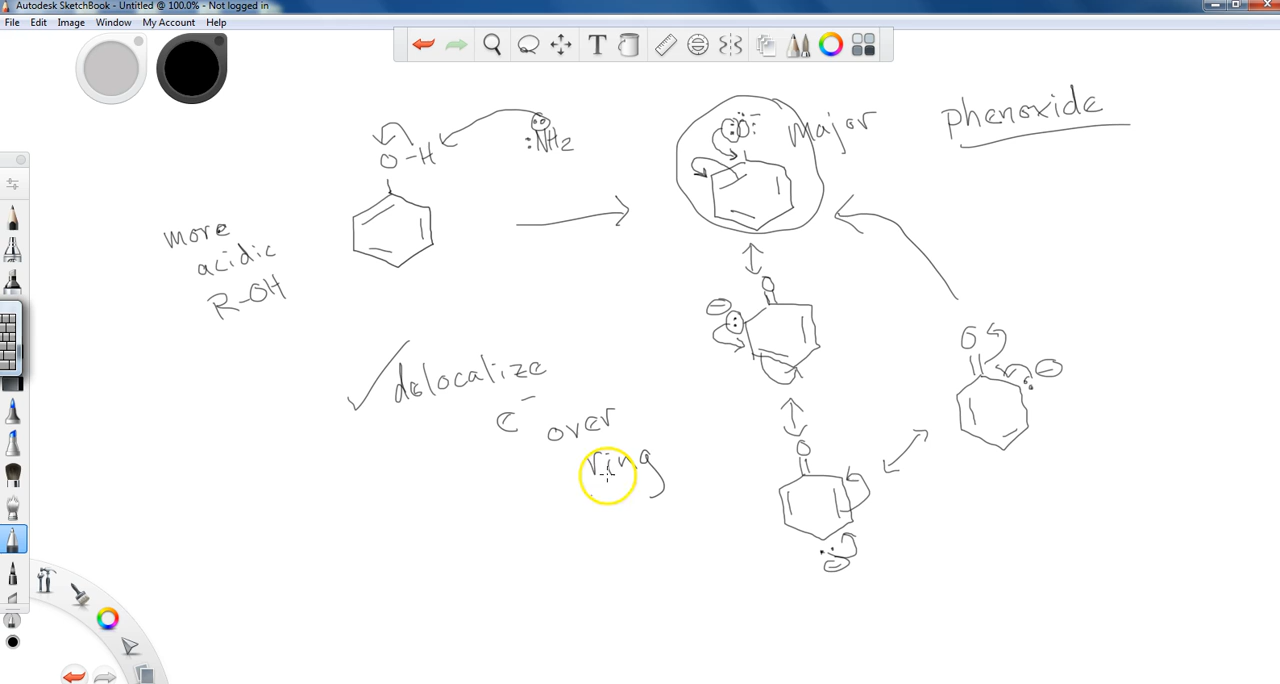 Autodesk SketchBook - Untitled @ 100.0% - Not logged in
File Edit Image Window My Account Help
T
O-H
:NH2
O
Major
phenoxide
more
acidic
R-OH
O
⊖
delocalize
e⁻
over
ring
O
⊖
O
⊖